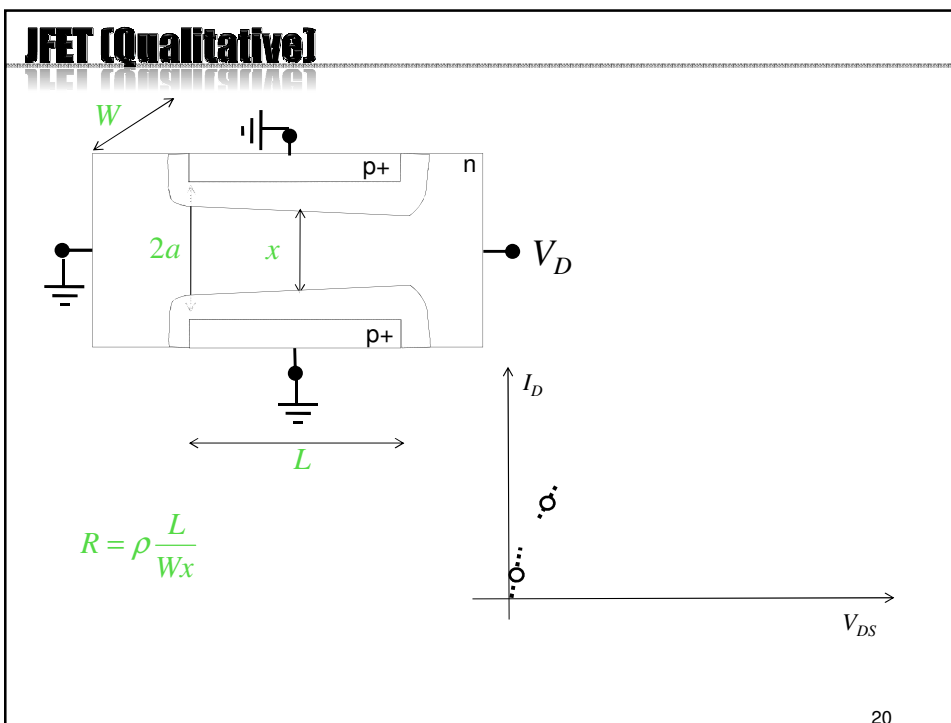 JFET (Qualitative)
W
p+
n
2a
x
V_D
p+
I_D
L
R = ρ L / Wx
V_DS
20